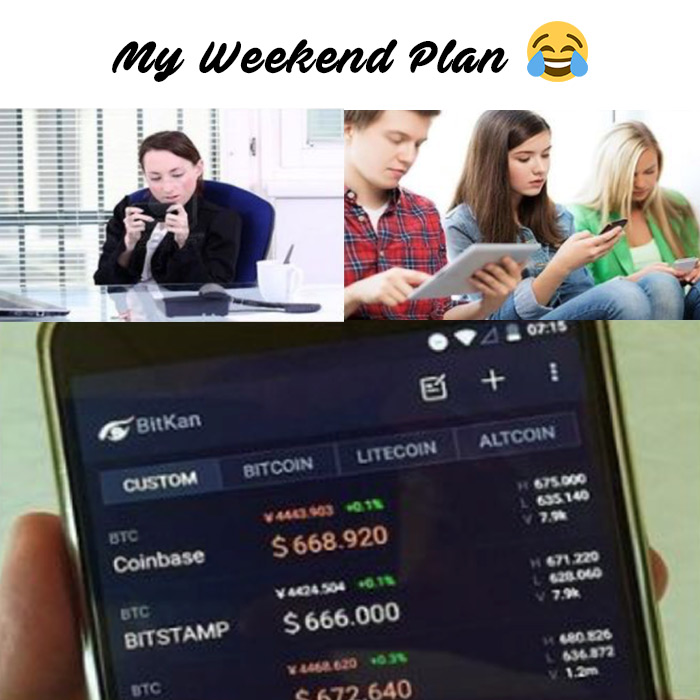 My Weekend Plan 😂
07:15
BitKan
CUSTOM BITCOIN LITECOIN ALTCOIN
BTC
Coinbase
¥4443.903 +0.1%
$668.920
H 675.000
L 635.140
V 7.9k
BTC
BITSTAMP
¥4424.504 +0.1%
$666.000
H 671.220
L 628.060
V 7.9k
BTC
¥4468.620 +0.3%
$672.640
H 680.826
L 636.872
V 1.2m